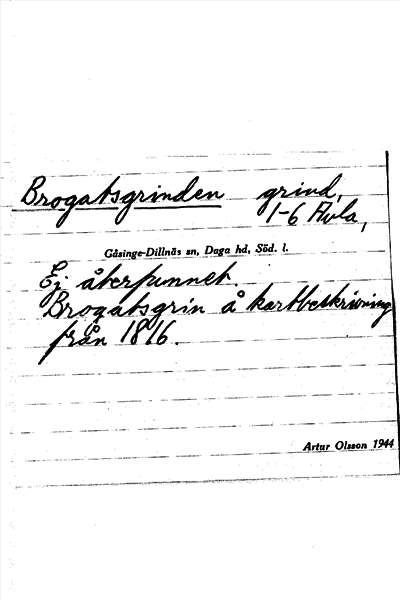 Brogatsgrinden grind,
1-6 Avla,
Gåsinge-Dillnäs sn, Daga hd, Söd. l.
Ej återfunnet.
Brogatsgrin å kartbeskrivning
från 1816.
Artur Olsson 1944